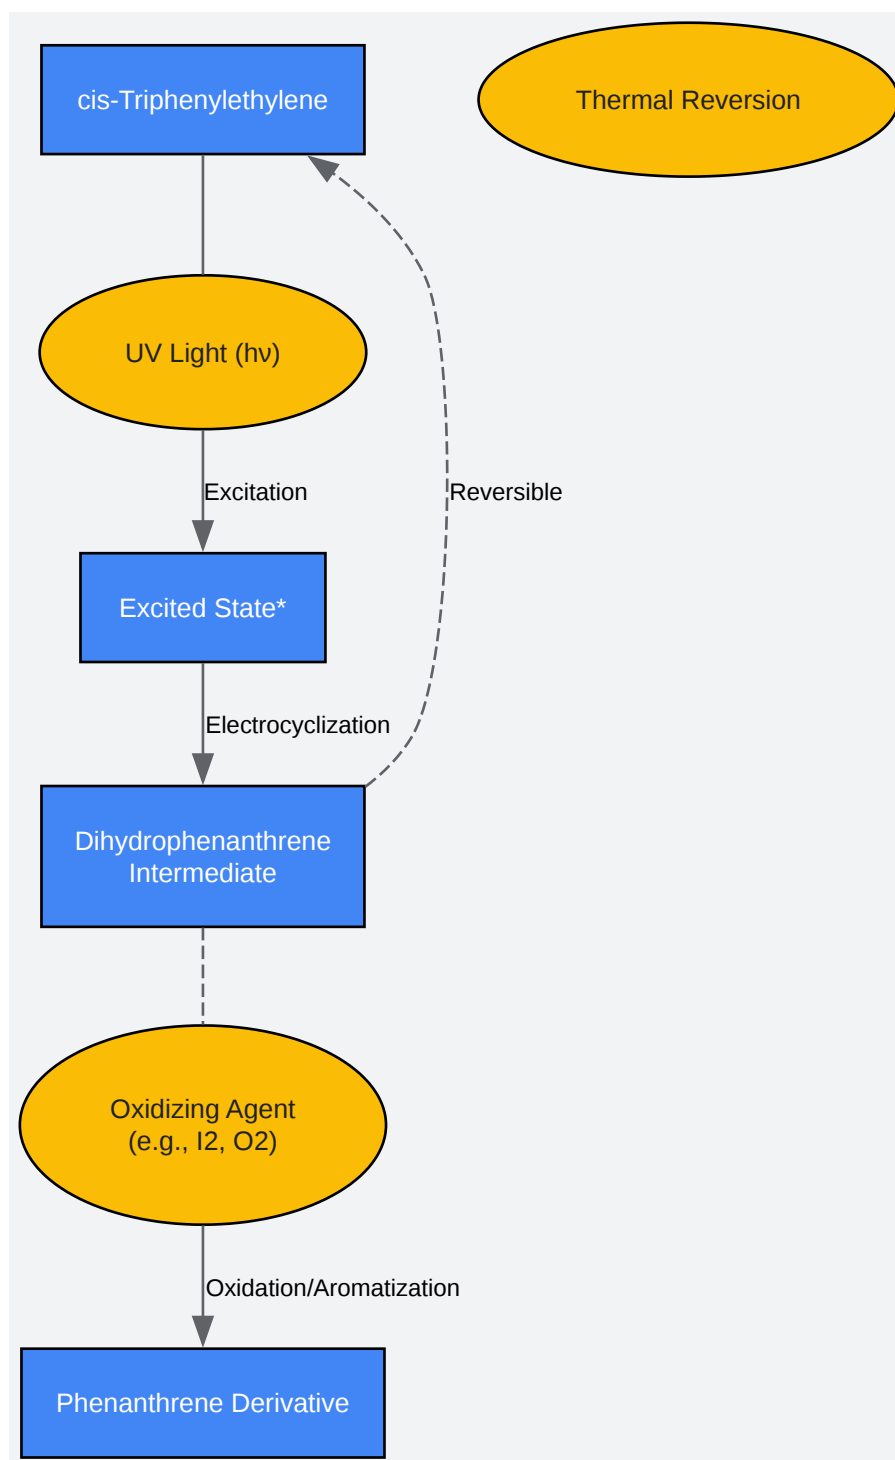 cis-Triphenylethylene
Thermal Reversion
UV Light (hν)
Excitation
Reversible
Excited State*
Electrocyclization
Dihydrophenanthrene
Intermediate
Oxidizing Agent
(e.g., I2, O2)
Oxidation/Aromatization
Phenanthrene Derivative